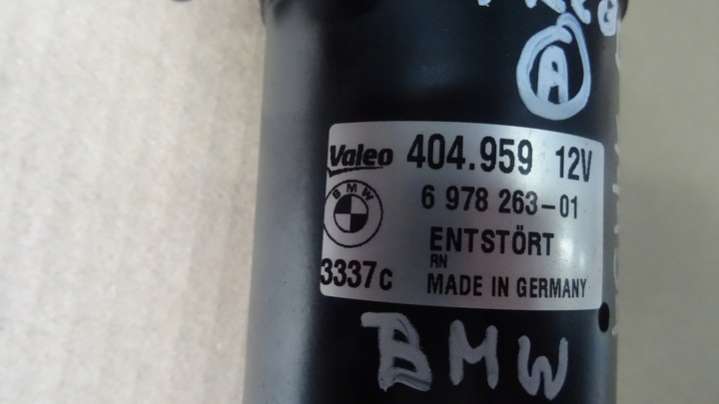 A
Valeo 404.959 12V
BMW
6 978 263-01
ENTSTÖRT
RN
3337c MADE IN GERMANY
BMW